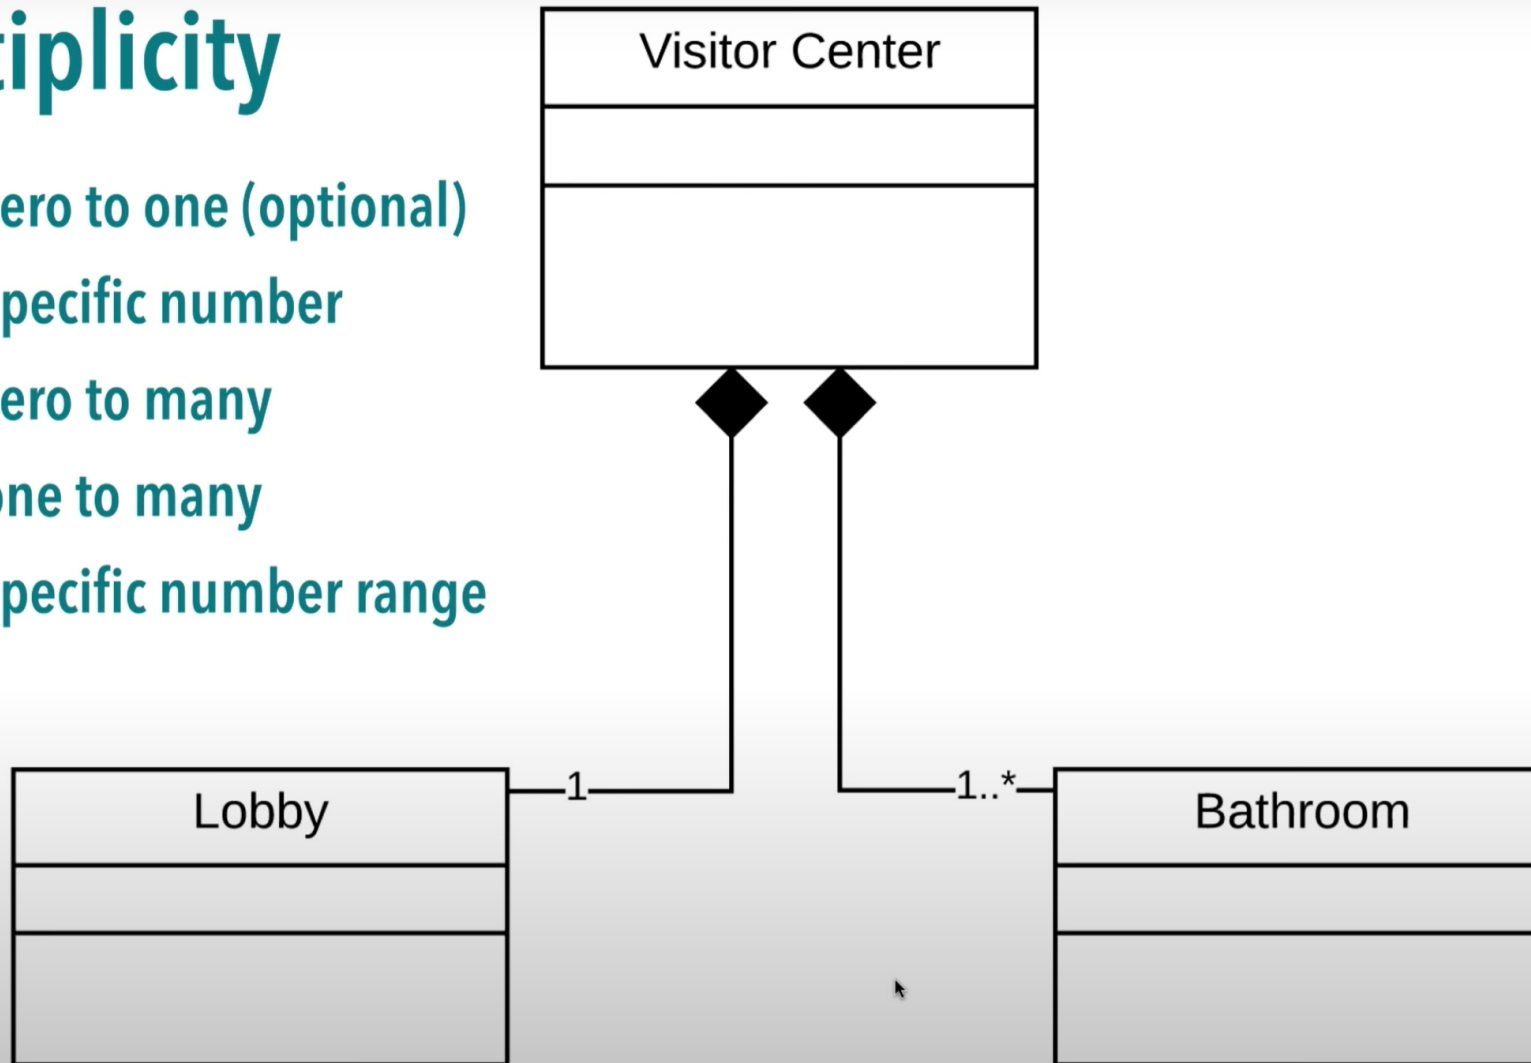 tiplicity
ero to one (optional)
pecific number
ero to many
one to many
pecific number range
Visitor Center
1
1..*
Lobby
Bathroom